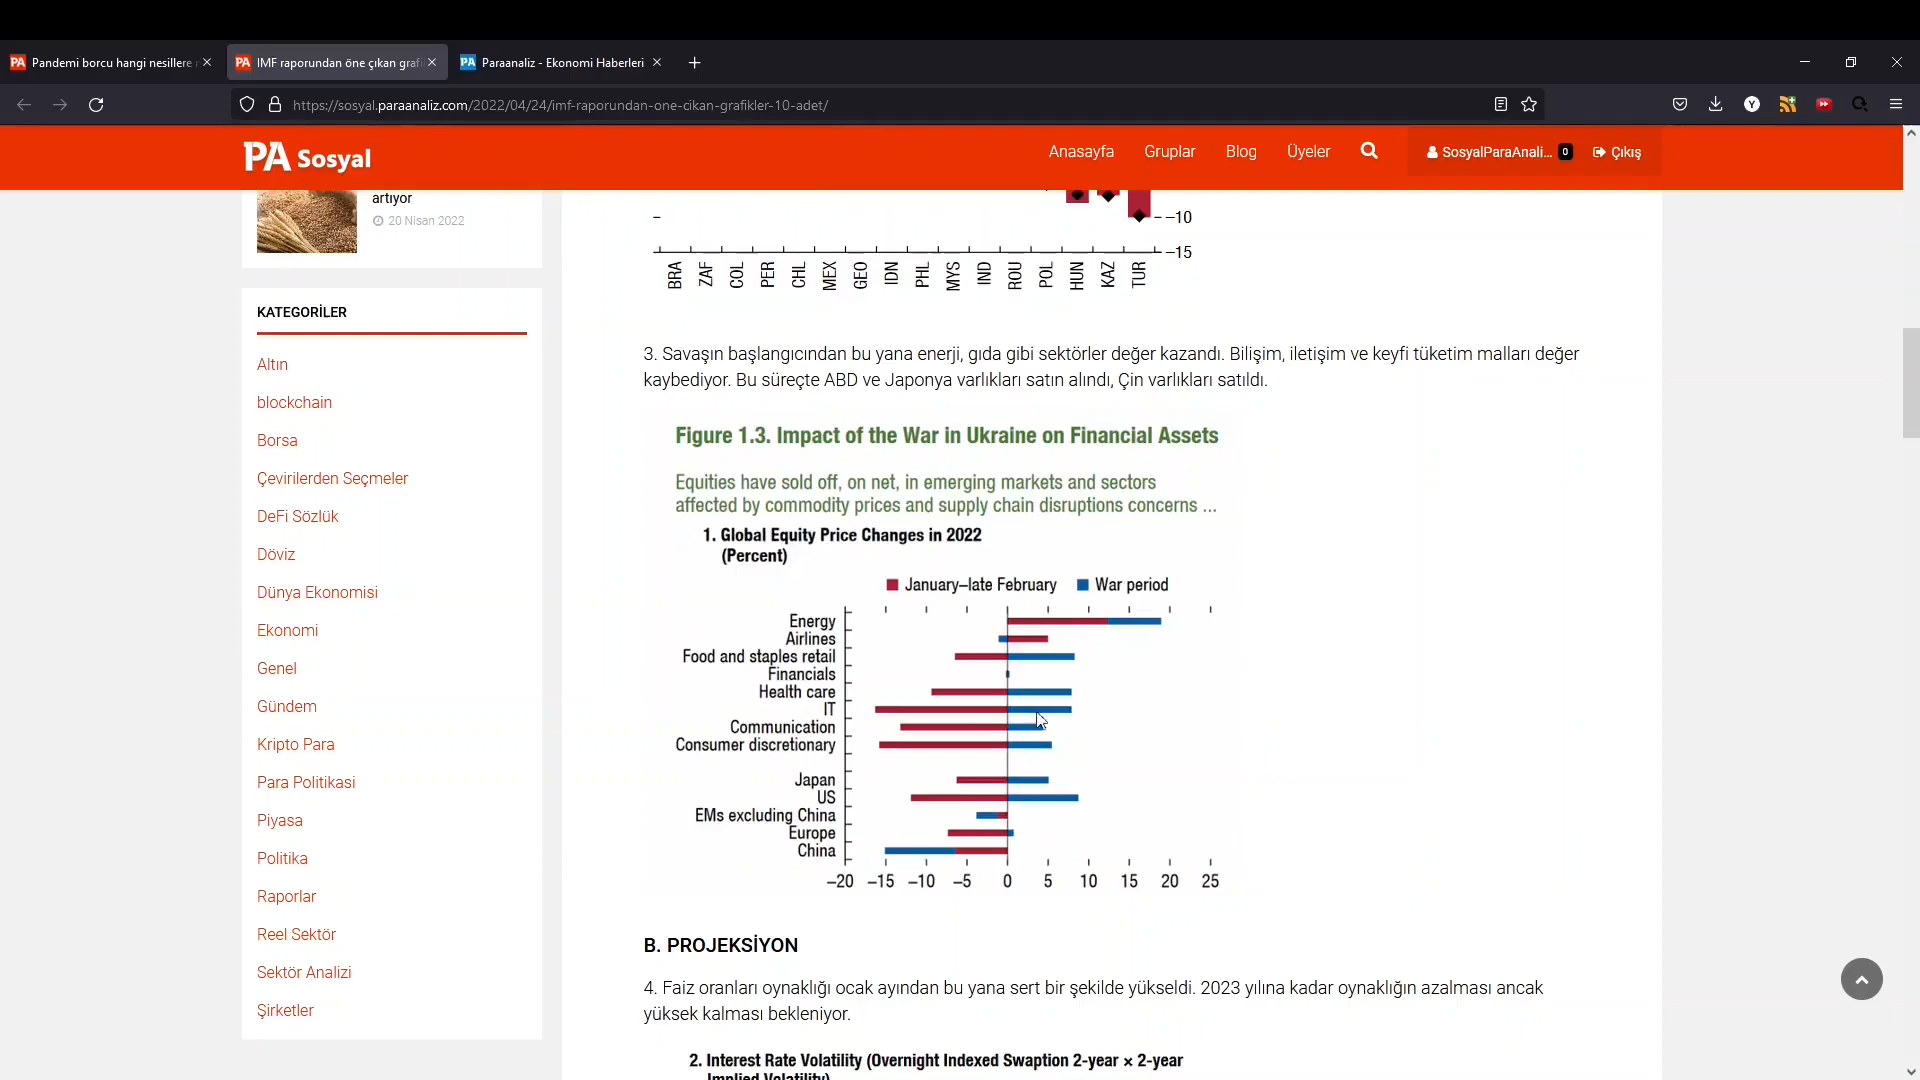 Pandemi borcu hangi nesillere
IMF raporundan öne çıkan grafi
Paraanaliz - Ekonomi Haberleri
https://sosyal.paraanaliz.com/2022/04/24/imf-raporundan-one-cikan-grafikler-10-adet/
PA Sosyal
Anasayfa
Gruplar
Blog
Üyeler
SosyalParaAnali... 0
Çıkış
artıyor
20 Nisan 2022
KATEGORİLER
Altın
blockchain
Borsa
Çevirilerden Seçmeler
DeFi Sözlük
Döviz
Dünya Ekonomisi
Ekonomi
Genel
Gündem
Kripto Para
Para Politikasi
Piyasa
Politika
Raporlar
Reel Sektör
Sektör Analizi
Şirketler
–10
–15
BRA ZAF COL PER CHL MEX GEO IDN PHL MYS IND ROU POL HUN KAZ TUR
3. Savaşın başlangıcından bu yana enerji, gıda gibi sektörler değer kazandı. Bilişim, iletişim ve keyfi tüketim malları değer
kaybediyor. Bu süreçte ABD ve Japonya varlıkları satın alındı, Çin varlıkları satıldı.
Figure 1.3. Impact of the War in Ukraine on Financial Assets
Equities have sold off, on net, in emerging markets and sectors
affected by commodity prices and supply chain disruptions concerns ...
1. Global Equity Price Changes in 2022
(Percent)
January–late February
War period
Energy
Airlines
Food and staples retail
Financials
Health care
IT
Communication
Consumer discretionary
Japan
US
EMs excluding China
Europe
China
–20 –15 –10 –5 0 5 10 15 20 25
B. PROJEKSİYON
4. Faiz oranları oynaklığı ocak ayından bu yana sert bir şekilde yükseldi. 2023 yılına kadar oynaklığın azalması ancak
yüksek kalması bekleniyor.
2. Interest Rate Volatility (Overnight Indexed Swaption 2-year × 2-year
Implied Volatility)